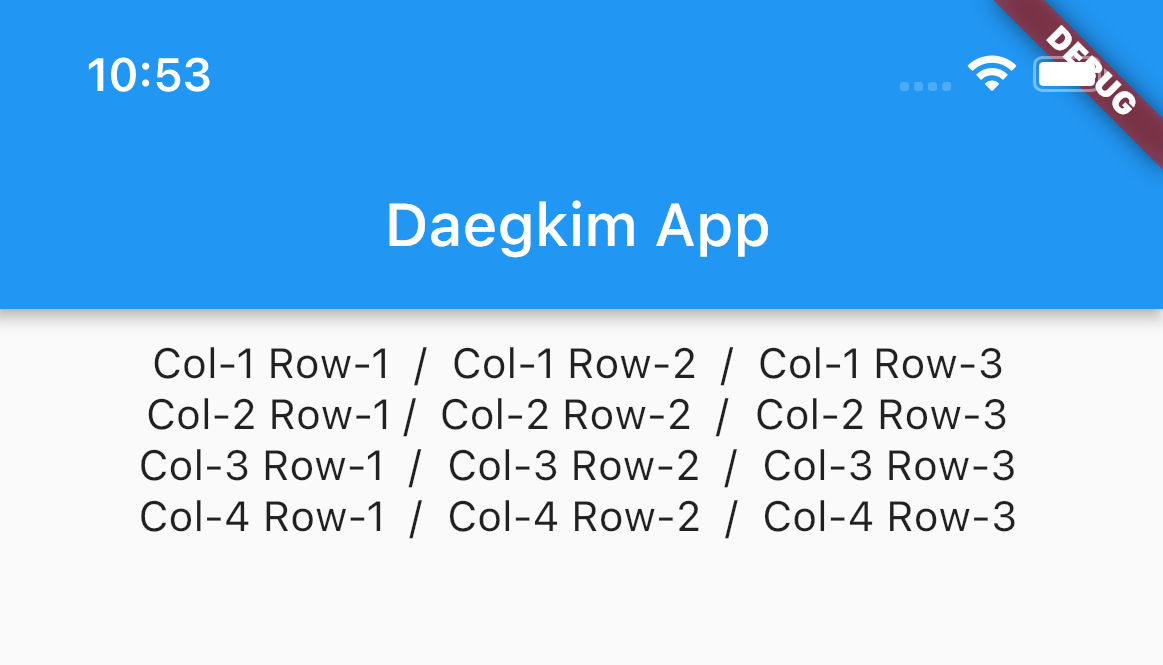 10:53
DEBUG
Daegkim App
Col-1 Row-1  /  Col-1 Row-2  /  Col-1 Row-3
Col-2 Row-1 /  Col-2 Row-2  /  Col-2 Row-3
Col-3 Row-1  /  Col-3 Row-2  /  Col-3 Row-3
Col-4 Row-1  /  Col-4 Row-2  /  Col-4 Row-3